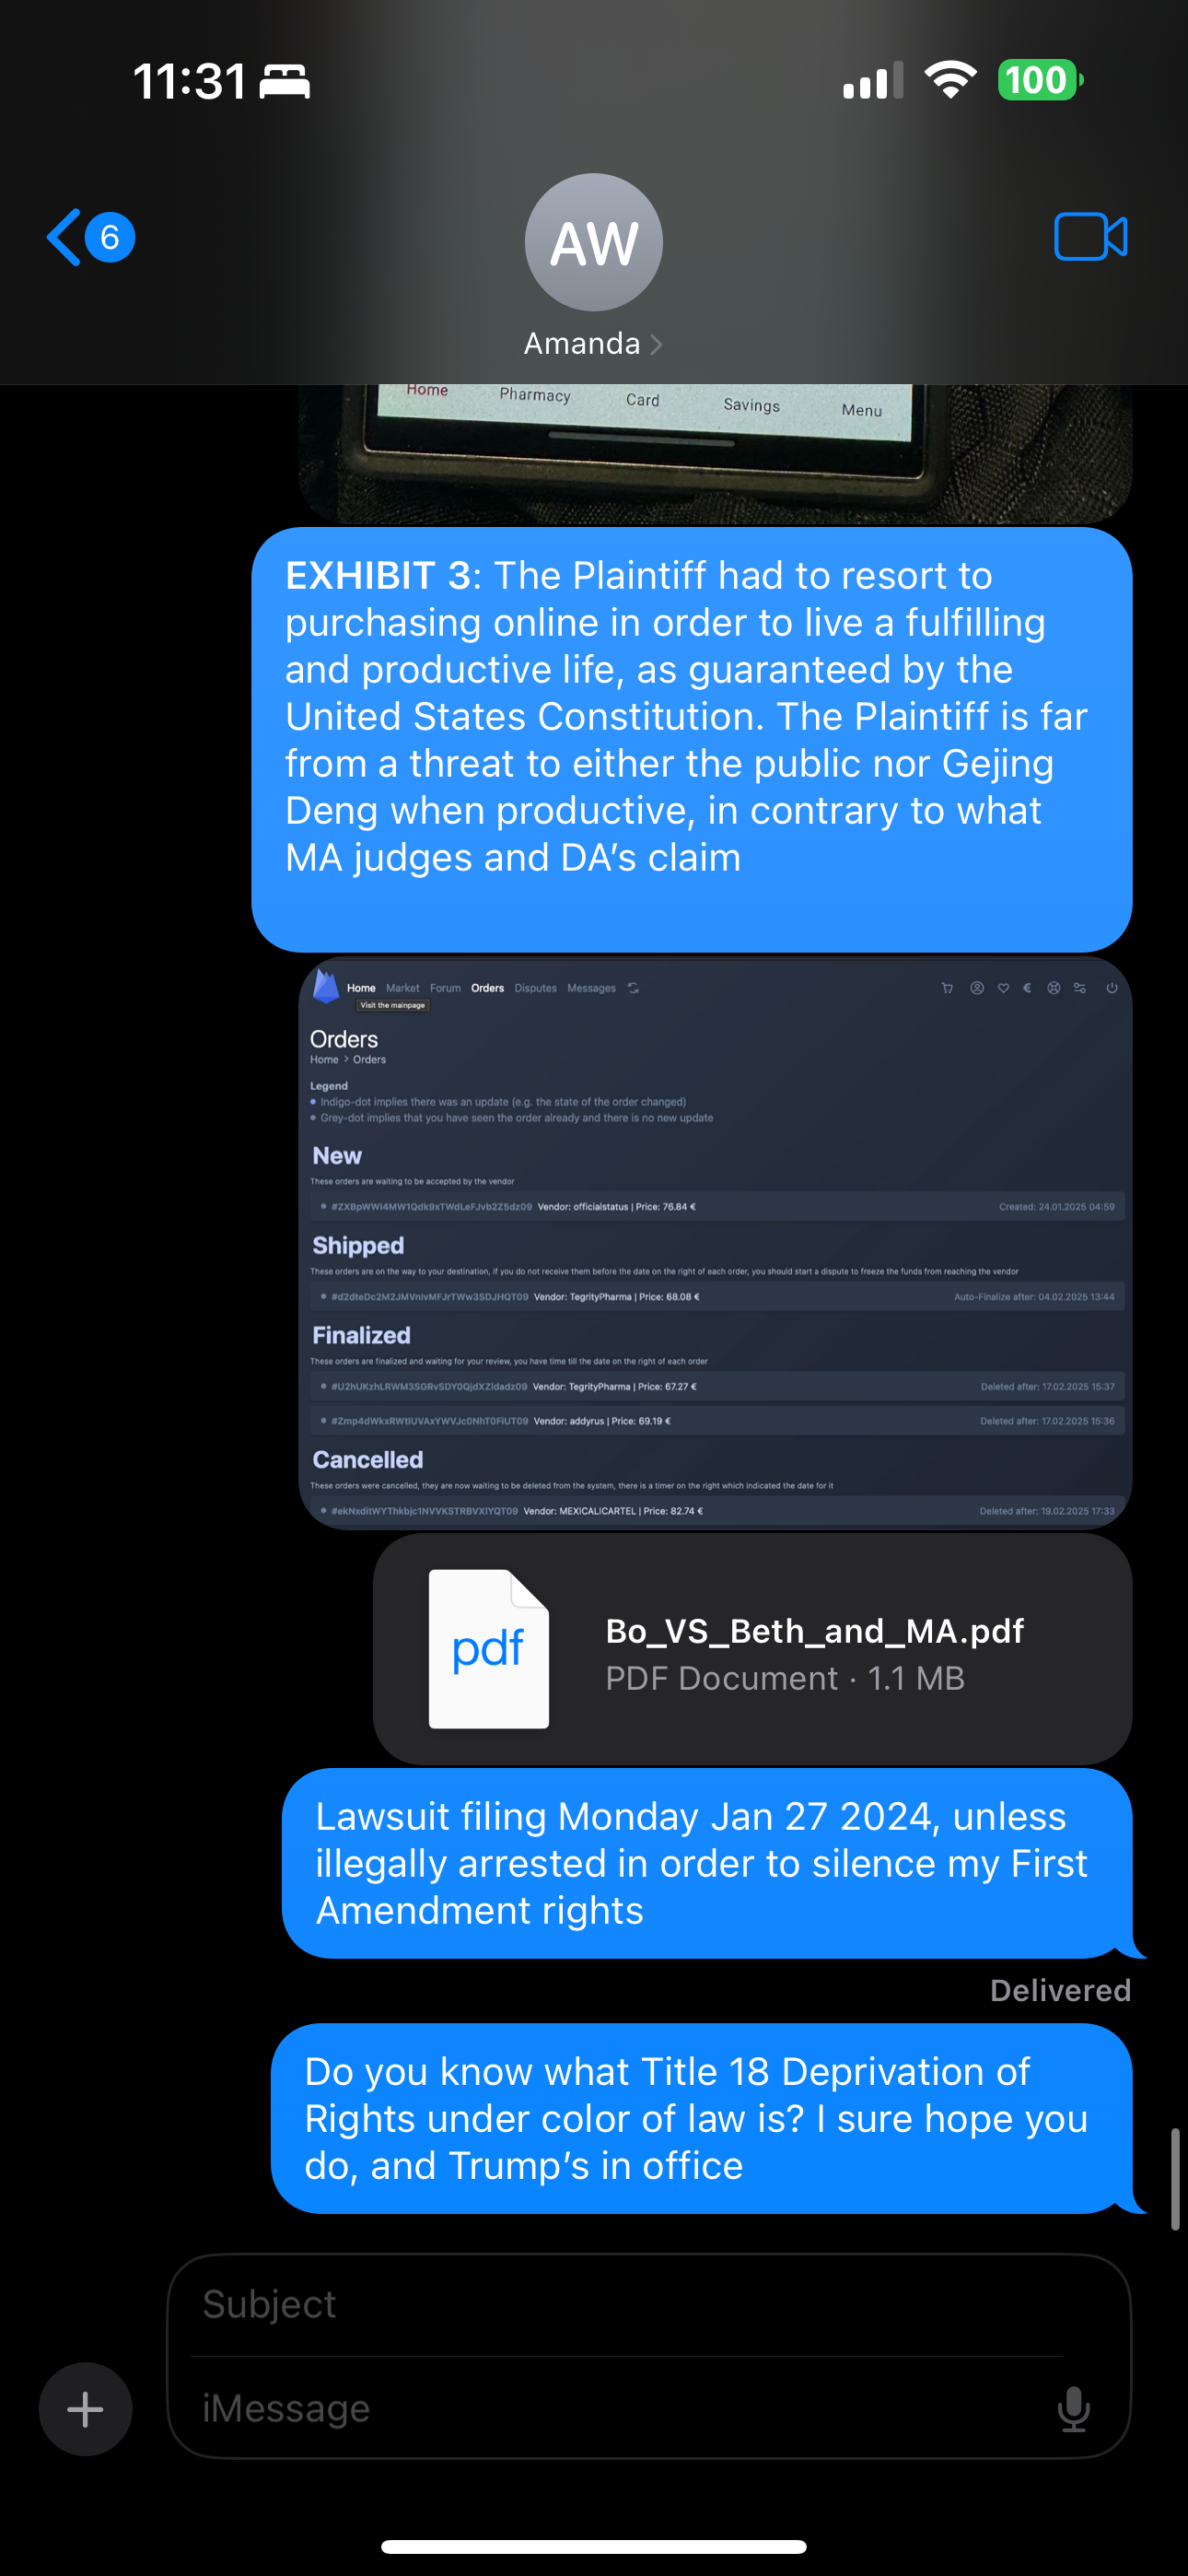 11:31
100
6
AW
Amanda
Home Pharmacy Card Savings Menu
EXHIBIT 3: The Plaintiff had to resort to
purchasing online in order to live a fulfilling
and productive life, as guaranteed by the
United States Constitution. The Plaintiff is far
from a threat to either the public nor Gejing
Deng when productive, in contrary to what
MA judges and DA's claim
Home Market Forum Orders Disputes Messages
Visit the mainpage
Orders
Home > Orders
Legend
Indigo-dot implies there was an update (e.g. the state of the order changed)
Grey-dot implies that you have seen the order already and there is no new update
New
These orders are waiting to be accepted by the vendor
Vendor: officialstatus | Price: 76.84 € Created: 24.01.2025 04:59
Shipped
These orders are on the way to your destination, if you do not receive them before the date on the right of each order, you should start a dispute to freeze the funds from reaching the vendor
Vendor: TegrityPharma | Price: 68.08 € Auto-Finalize after: 04.02.2025 13:44
Finalized
These orders are finalized and waiting for your review, you have time till the date on the right of each order
Vendor: TegrityPharma | Price: 67.27 € Deleted after: 17.02.2025 15:37
Vendor: addyrus | Price: 69.19 € Deleted after: 17.02.2025 15:36
Cancelled
These orders were cancelled, they are now waiting to be deleted from the system, there is a timer on the right which indicated the date for it
Vendor: MEXICALICARTEL | Price: 82.74 € Deleted after: 19.02.2025 17:33
pdf
Bo_VS_Beth_and_MA.pdf
PDF Document · 1.1 MB
Lawsuit filing Monday Jan 27 2024, unless
illegally arrested in order to silence my First
Amendment rights
Delivered
Do you know what Title 18 Deprivation of
Rights under color of law is? I sure hope you
do, and Trump's in office
Subject
iMessage